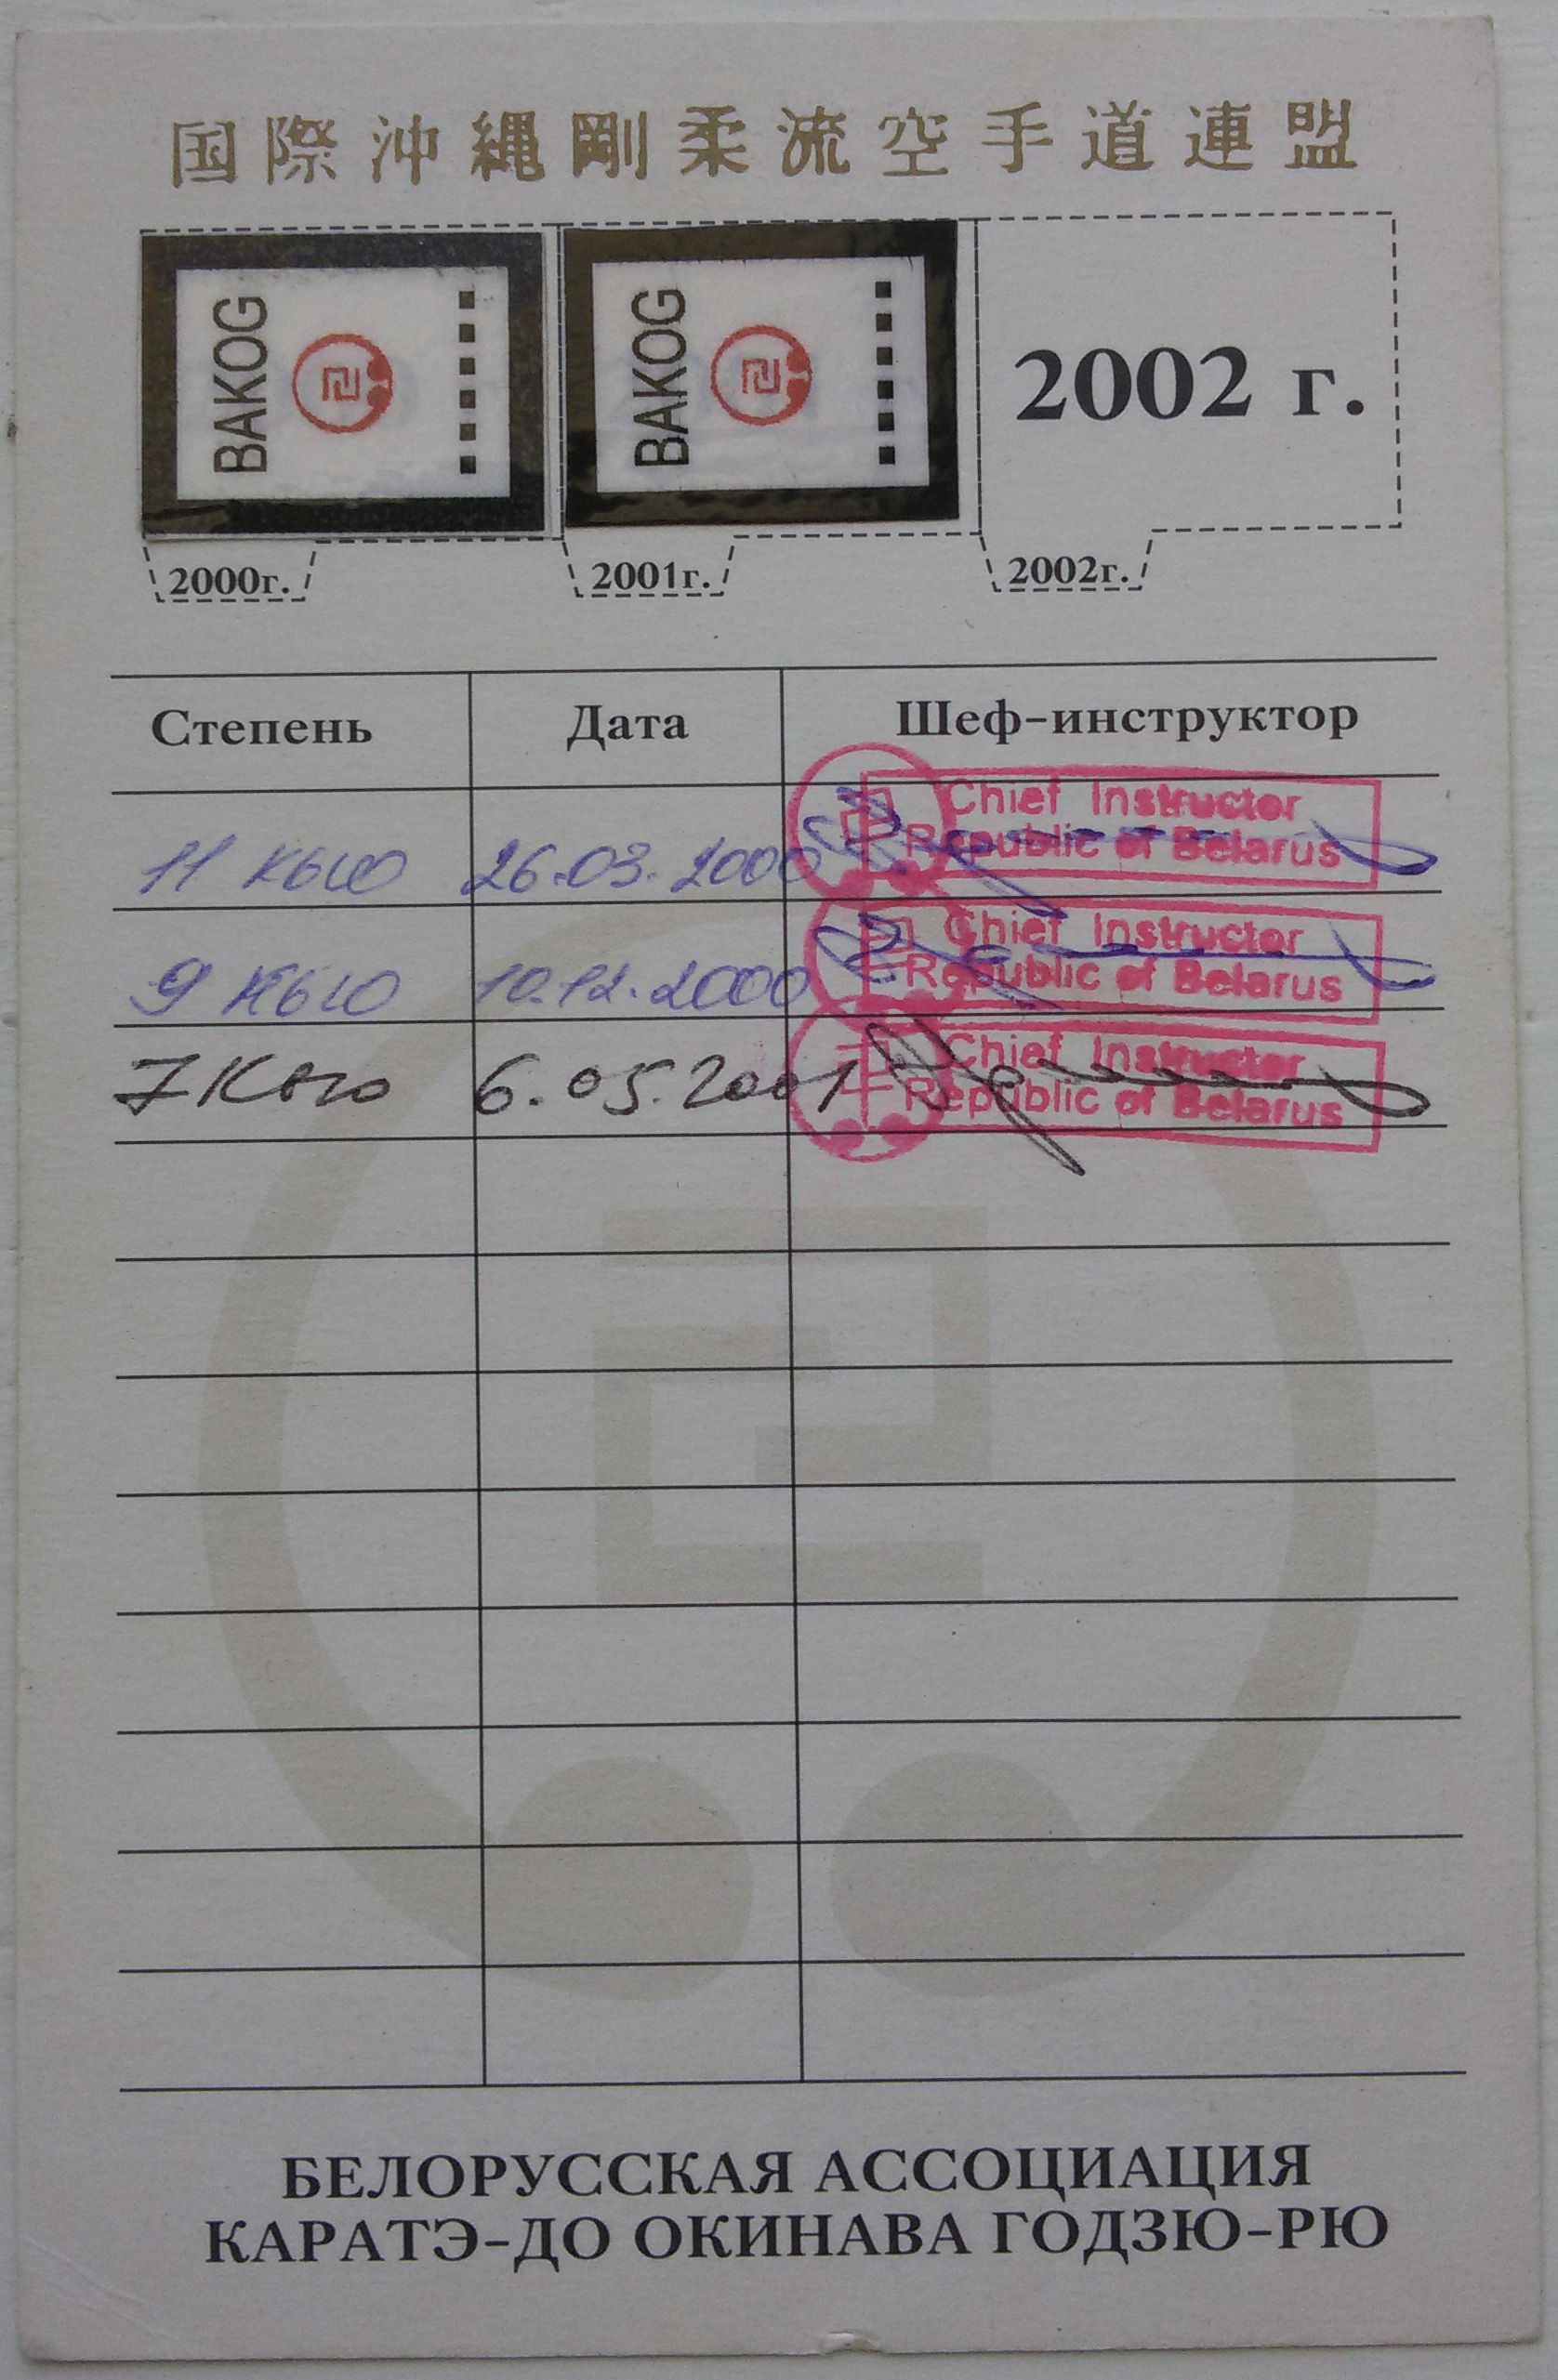 国際沖縄剛柔流空手道連盟
BAKOG BAKOG 2002 г.
2000г. 2001г. 2002г.
Степень Дата Шеф-инструктор
11 кью 26.03.2000 Chief Instructor
Republic of Belarus
9 кью 10.12.2000 Chief Instructor
Republic of Belarus
7 Кью 6.05.2001 Chief Instructor
Republic of Belarus
БЕЛОРУССКАЯ АССОЦИАЦИЯ
КАРАТЭ-ДО ОКИНАВА ГОДЗЮ-РЮ